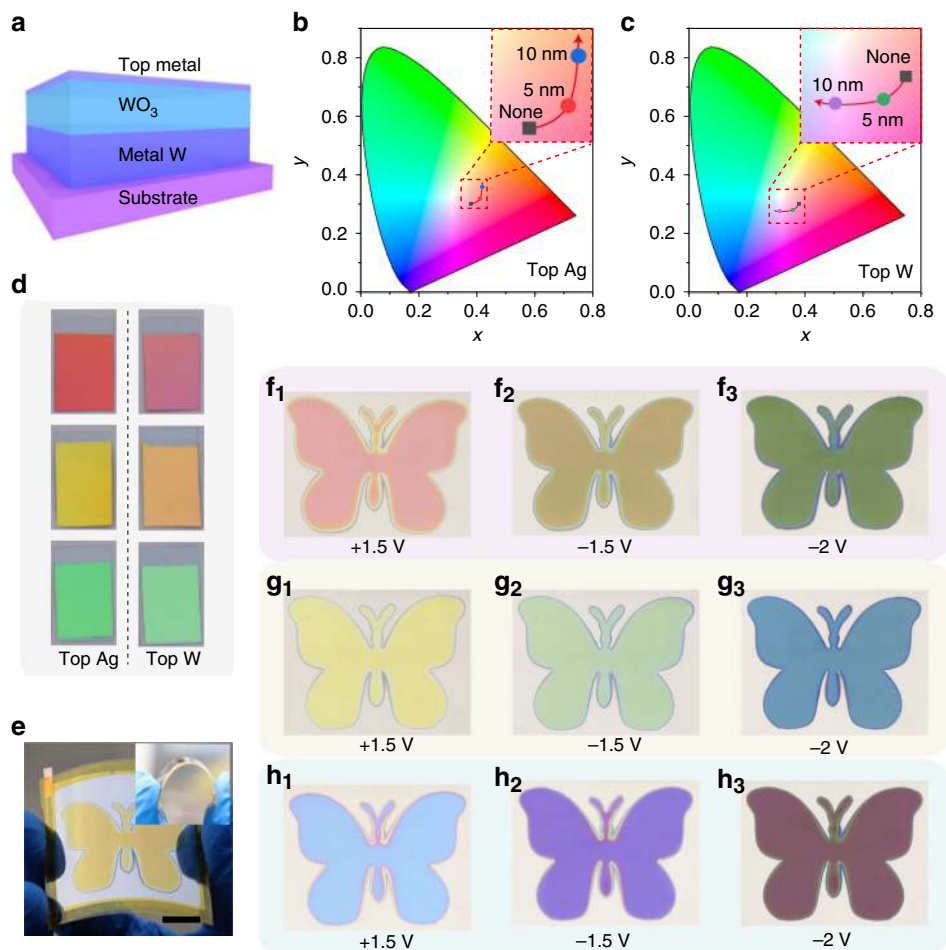 a
Top metal
WO3
Metal W
Substrate
b
0.8
0.6
0.4
0.2
0.0
y
10 nm
5 nm
None
Top Ag
0.0 0.2 0.4 0.6 0.8
x
c
0.8
0.6
0.4
0.2
0.0
y
None
10 nm
5 nm
Top W
0.0 0.2 0.4 0.6 0.8
x
d
Top Ag Top W
e
f1 f2 f3
+1.5 V –1.5 V –2 V
g1 g2 g3
+1.5 V –1.5 V –2 V
h1 h2 h3
+1.5 V –1.5 V –2 V